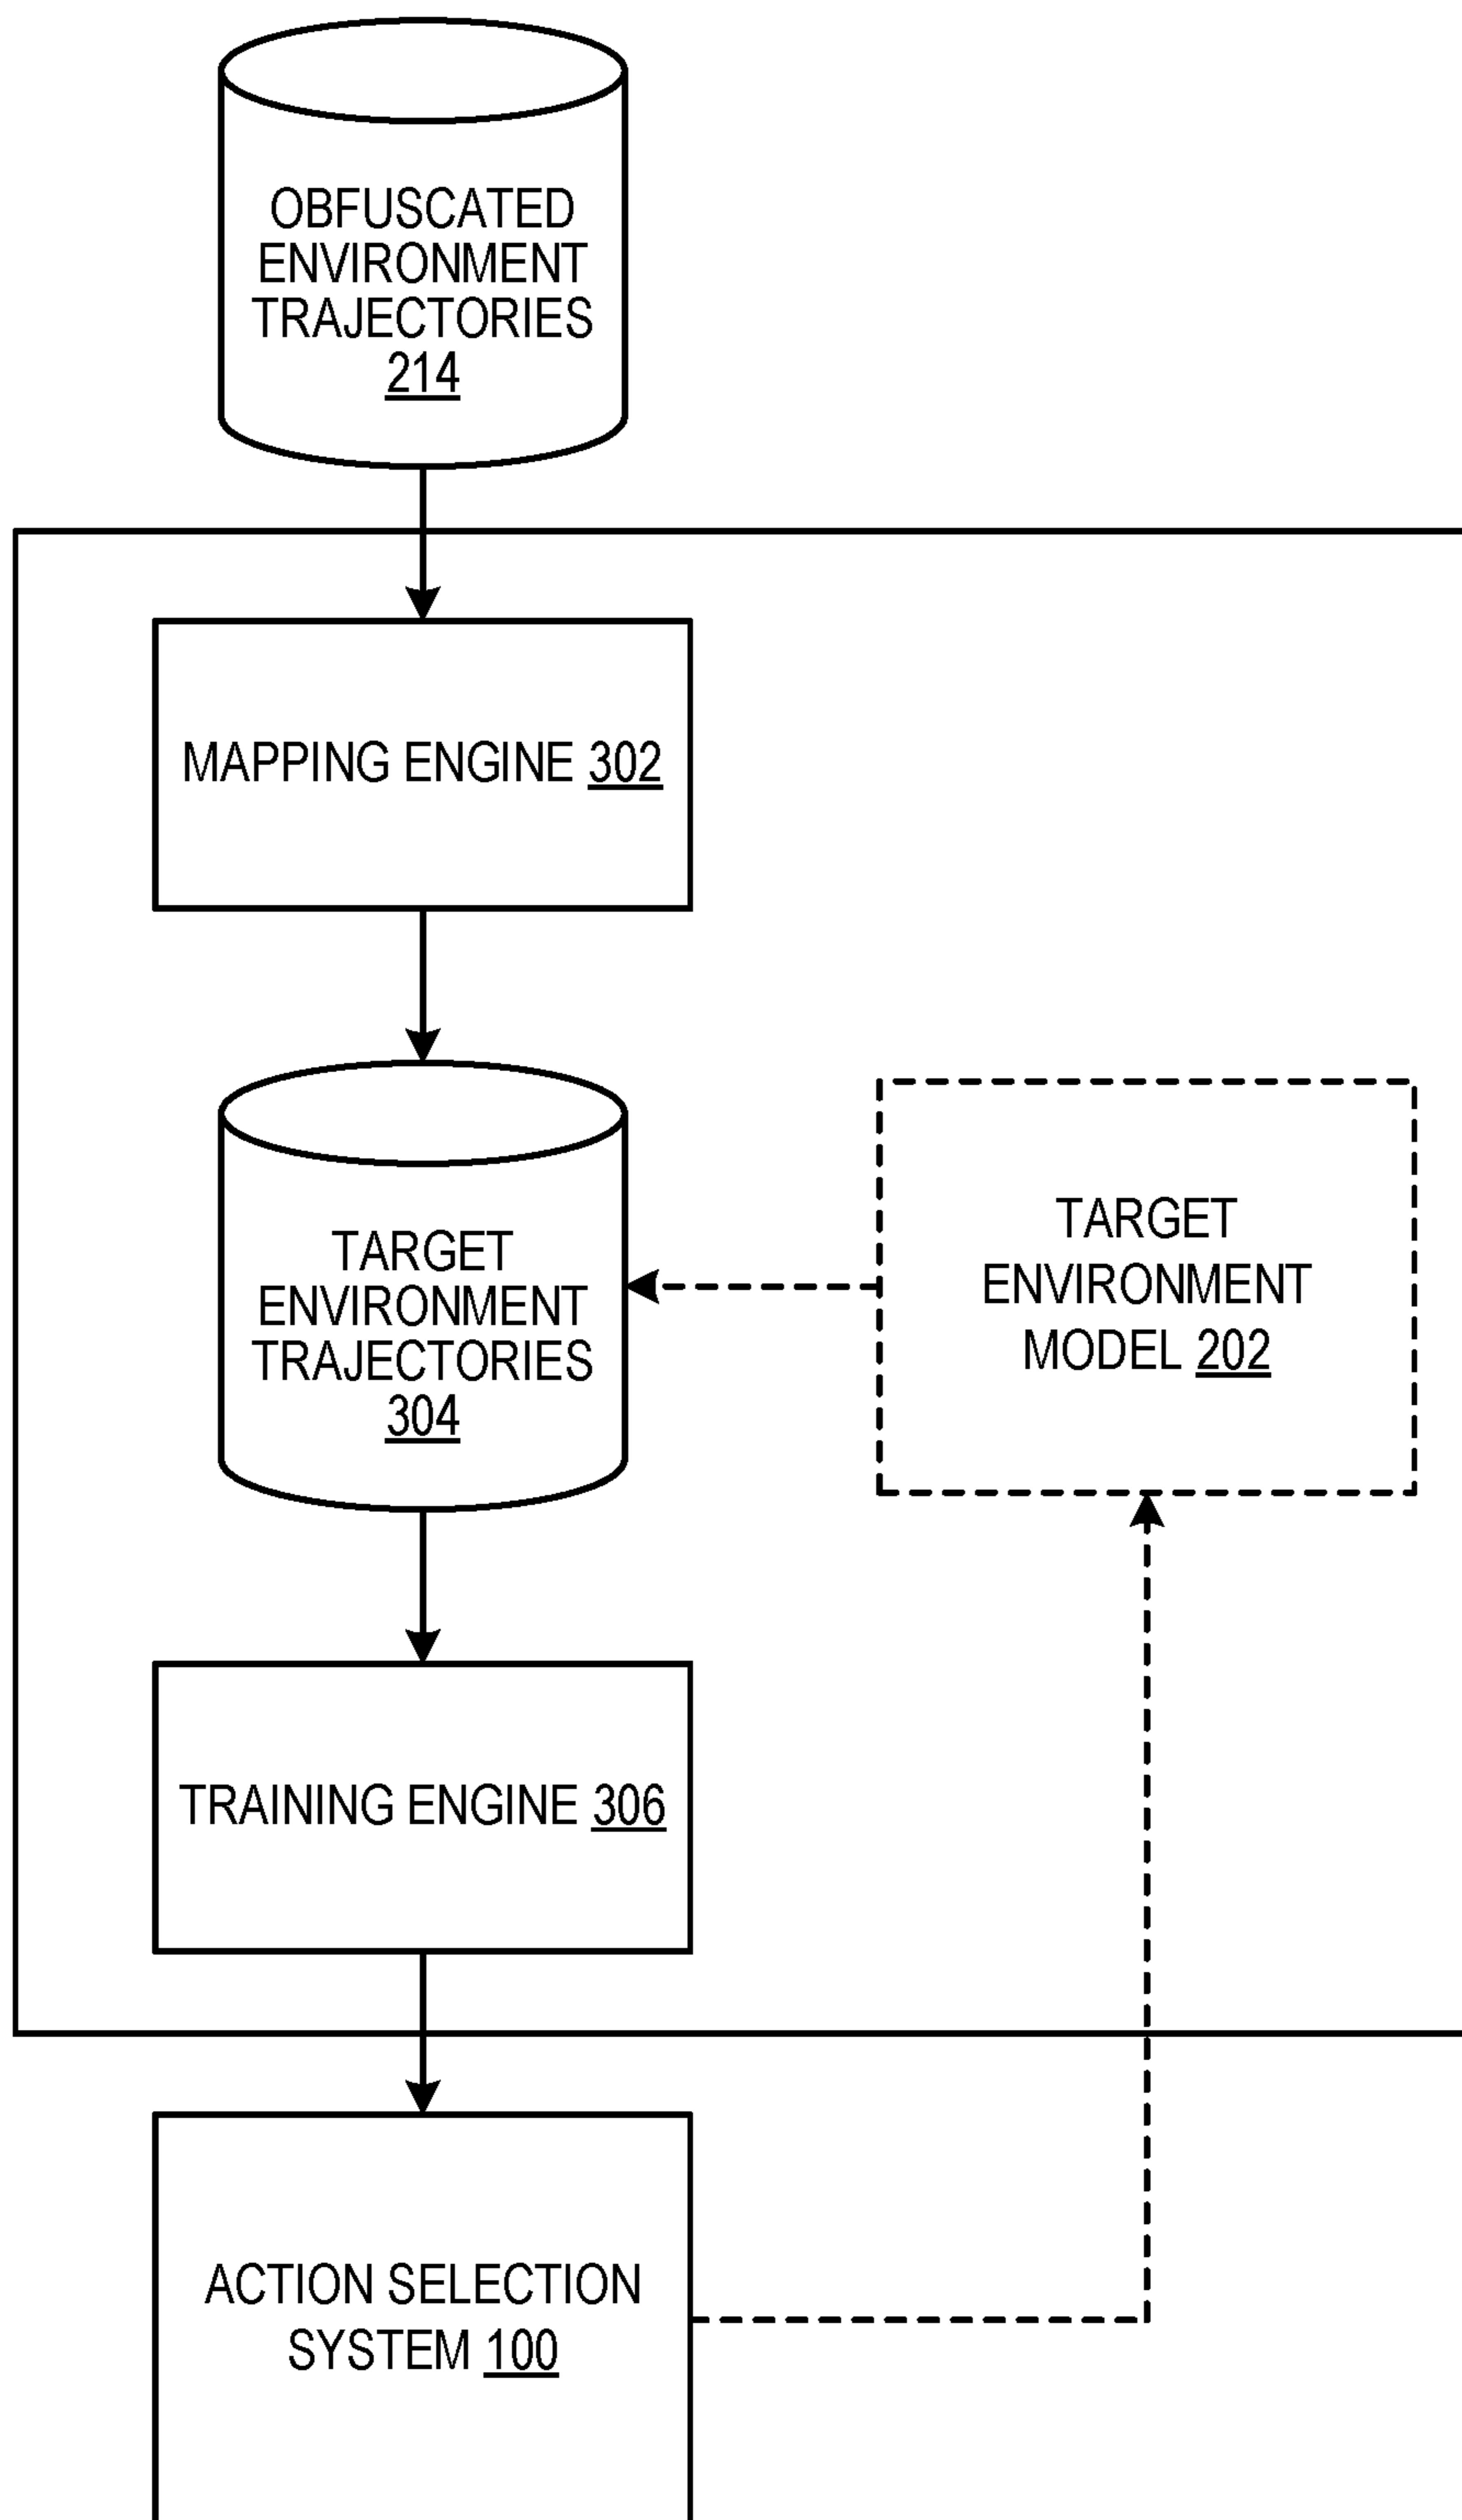 OBFUSCATED
ENVIRONMENT
TRAJECTORIES
214
MAPPING ENGINE 302
TARGET
ENVIRONMENT
TRAJECTORIES
304
TARGET
ENVIRONMENT
MODEL 202
TRAINING ENGINE 306
ACTION SELECTION
SYSTEM 100